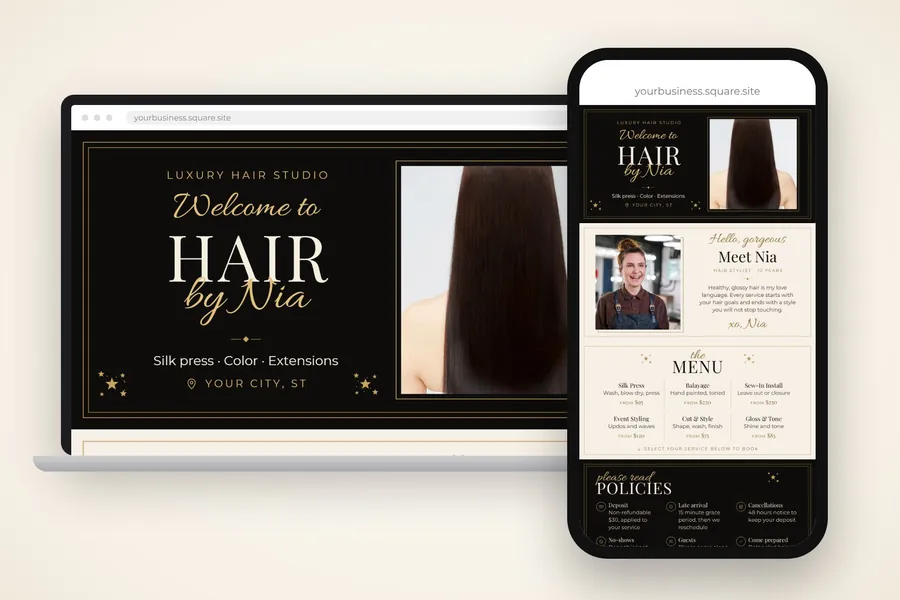 yourbusiness.square.site
LUXURY HAIR STUDIO
Welcome to
HAIR
by Nia
Silk press · Color · Extensions
YOUR CITY, ST
yourbusiness.square.site
LUXURY HAIR STUDIO
Welcome to
HAIR
by Nia
Silk press · Color · Extensions
YOUR CITY, ST
Hello, gorgeous
Meet Nia
HAIR STYLIST · 10 YEARS
Healthy, glossy hair is my love
language. Every service starts with
your hair goals and ends with a style
you will not stop touching.
xo, Nia
the
MENU
Silk Press
Wash, blow dry, press
FROM $95
Balayage
Hand painted, toned
FROM $220
Sew-In Install
Leave out or closure
FROM $250
Event Styling
Updos and waves
FROM $120
Cut & Style
Shape, wash, finish
FROM $75
Gloss & Tone
Shine and tone
FROM $85
SELECT YOUR SERVICE BELOW TO BOOK
please read
POLICIES
Deposit
Non-refundable
$30, applied to
your service
Late arrival
15 minute grace
period, then we
reschedule
Cancellations
48 hours notice to
keep your deposit
No-shows
Guests
Come prepared